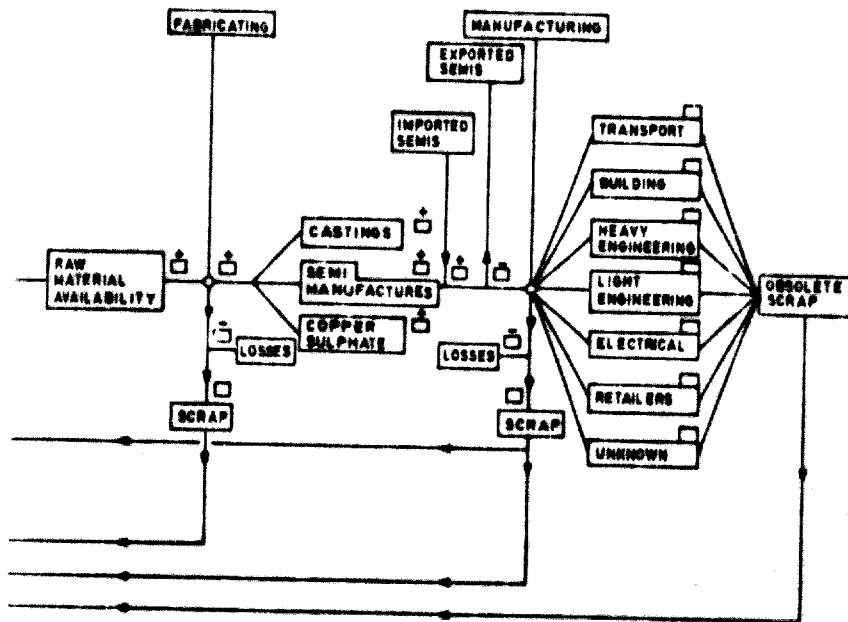 FABRICATING
MANUFACTURING
EXPORTED
SEMIS
IMPORTED
SEMIS
TRANSPORT
BUILDING
HEAVY
ENGINEERING
LIGHT
ENGINEERING
ELECTRICAL
RETAILERS
UNKNOWN
OBSOLETE
SCRAP
RAW
MATERIAL
AVAILABILITY
CASTINGS
SEMI
MANUFACTURES
COPPER
SULPHATE
LOSSES
SCRAP
LOSSES
SCRAP
+
+
+
+
+
+
-
-
-